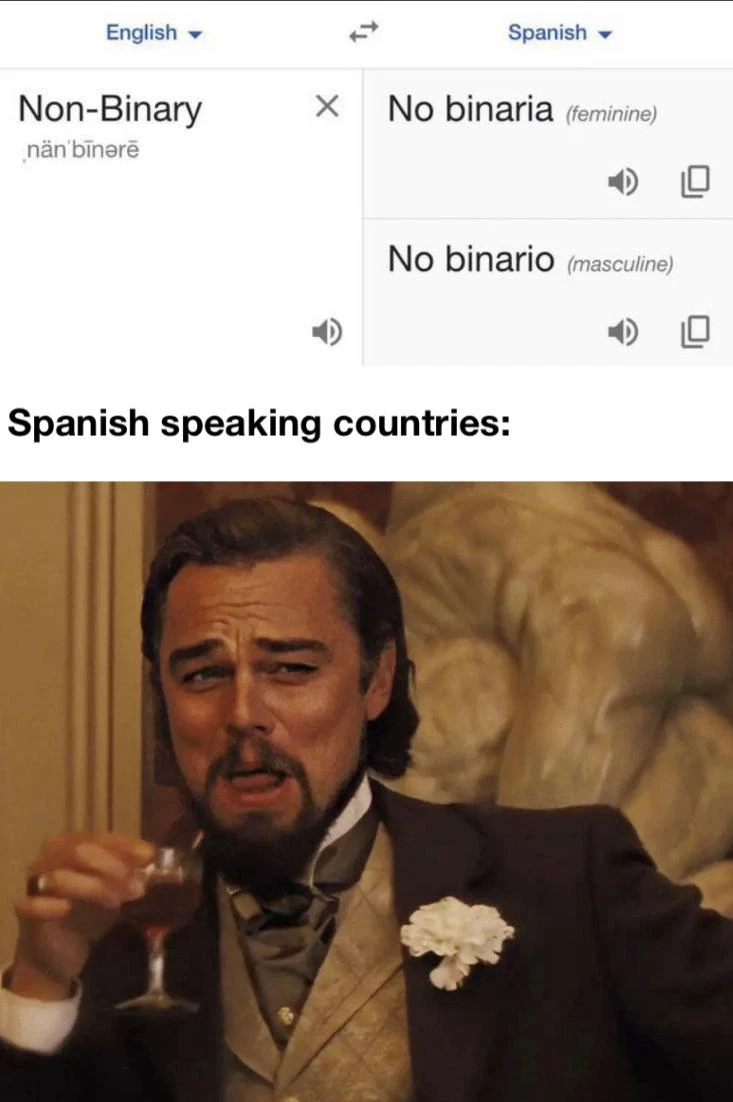 English Spanish
Non-Binary
ˌnänˈbīnərē
No binaria (feminine)
No binario (masculine)
Spanish speaking countries: